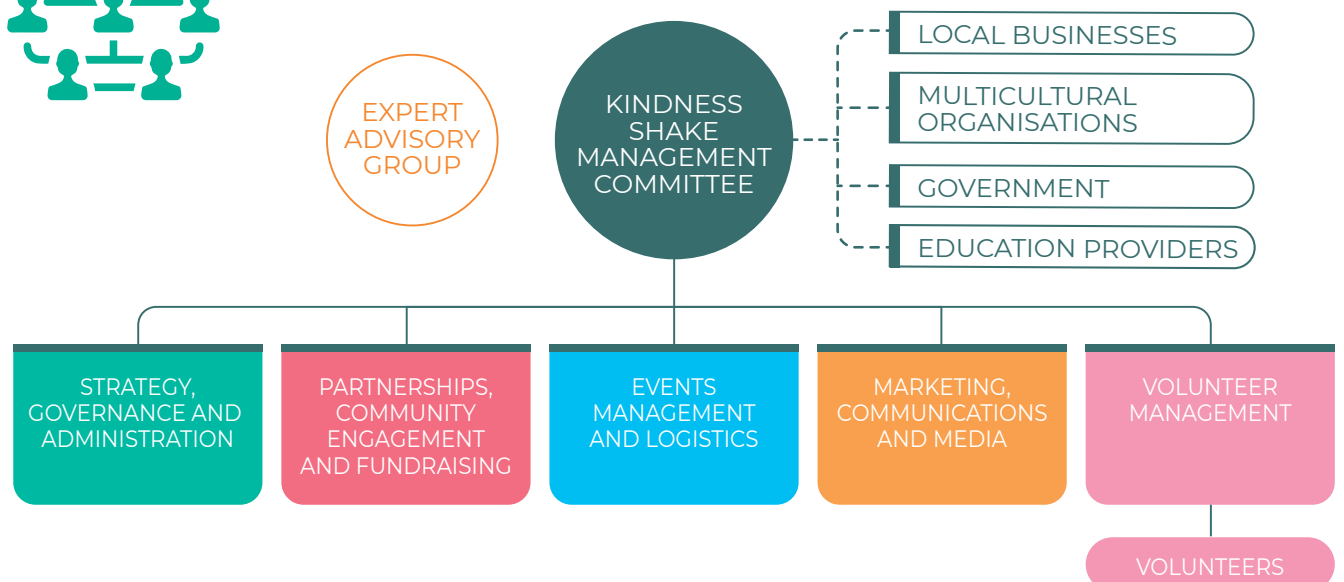 EXPERT
ADVISORY
GROUP
KINDNESS
SHAKE
MANAGEMENT
COMMITTEE
LOCAL BUSINESSES
MULTICULTURAL
ORGANISATIONS
GOVERNMENT
EDUCATION PROVIDERS
STRATEGY,
GOVERNANCE AND
ADMINISTRATION
PARTNERSHIPS,
COMMUNITY
ENGAGEMENT
AND FUNDRAISING
EVENTS
MANAGEMENT
AND LOGISTICS
MARKETING,
COMMUNICATIONS
AND MEDIA
VOLUNTEER
MANAGEMENT
VOLUNTEERS